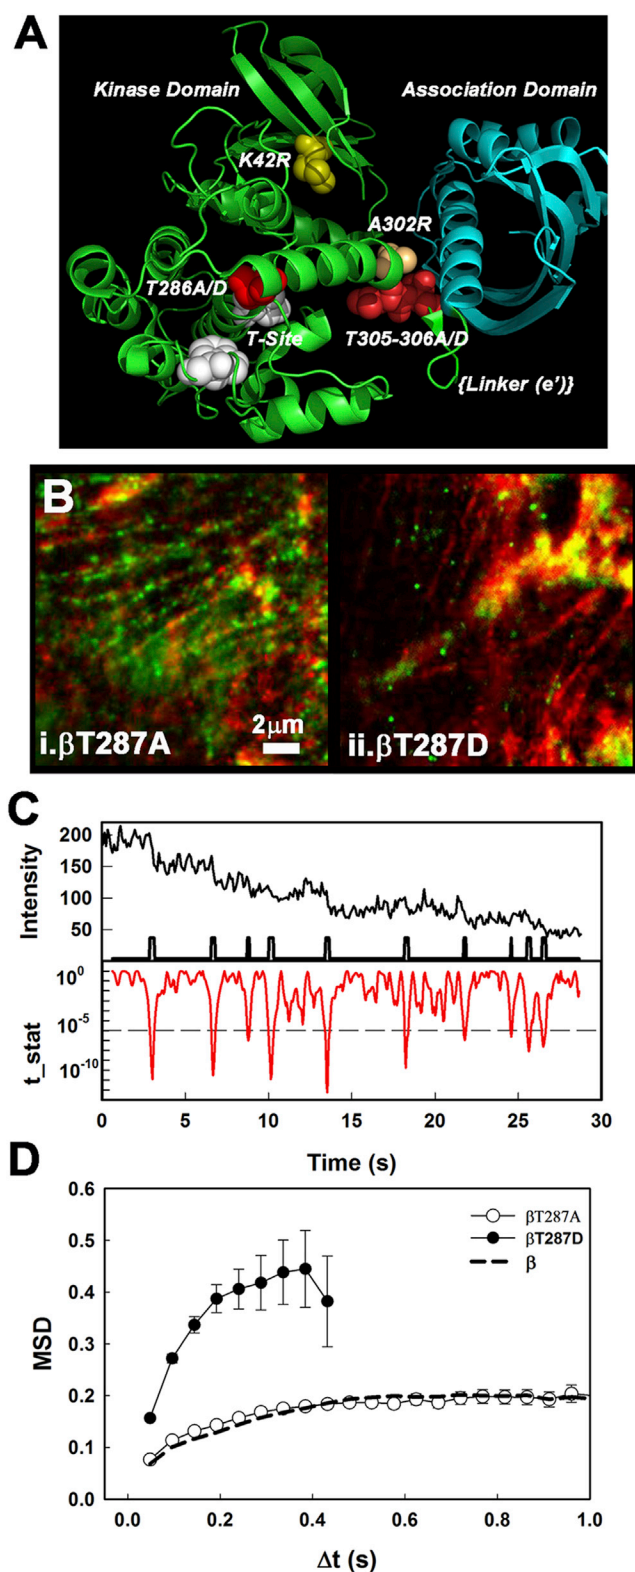 A
Kinase Domain
Association Domain
K42R
A302R
T286A/D
T-Site
T305-306A/D
{Linker (e')}
B
i.βT287A
2μm
ii.βT287D
C
200
150
100
50
Intensity
10⁰
10⁻⁵
10⁻¹⁰
t_stat
0 5 10 15 20 25 30
Time (s)
D
0.6
0.5
0.4
0.3
0.2
0.1
0.0
MSD
βT287A
βT287D
β
0.0 0.2 0.4 0.6 0.8 1.0
Δt (s)